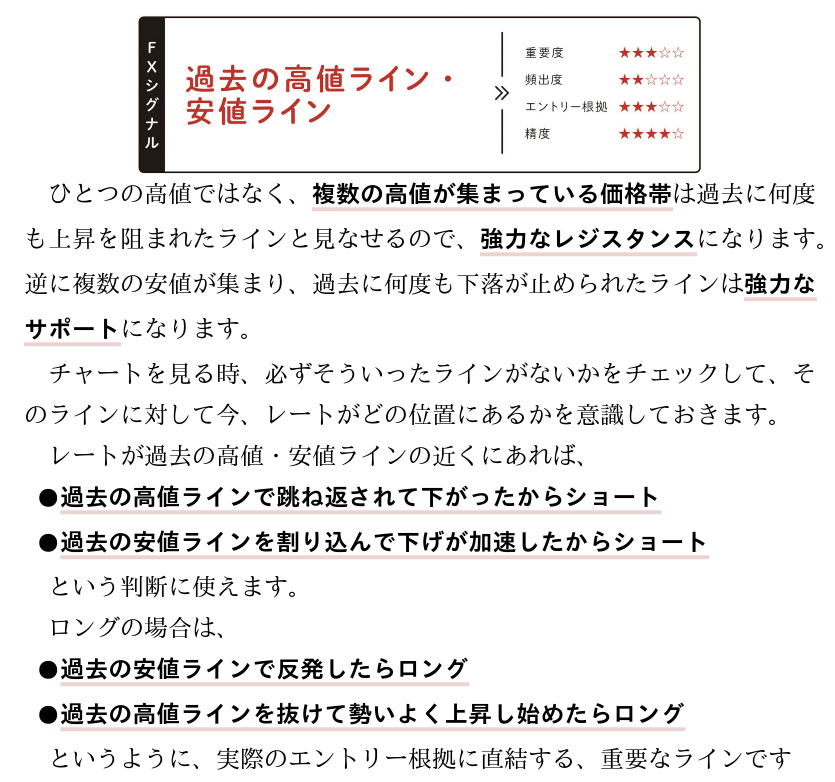 FXシグナル
過去の高値ライン・
安値ライン
重要度 ★★★☆☆
頻出度 ★★☆☆☆
エントリー根拠 ★★★☆☆
精度 ★★★★☆
ひとつの高値ではなく、複数の高値が集まっている価格帯は過去に何度
も上昇を阻まれたラインと見なせるので、強力なレジスタンスになります。
逆に複数の安値が集まり、過去に何度も下落が止められたラインは強力な
サポートになります。
チャートを見る時、必ずそういったラインがないかをチェックして、そ
のラインに対して今、レートがどの位置にあるかを意識しておきます。
レートが過去の高値・安値ラインの近くにあれば、
●過去の高値ラインで跳ね返されて下がったからショート
●過去の安値ラインを割り込んで下げが加速したからショート
という判断に使えます。
ロングの場合は、
●過去の安値ラインで反発したらロング
●過去の高値ラインを抜けて勢いよく上昇し始めたらロング
というように、実際のエントリー根拠に直結する、重要なラインです